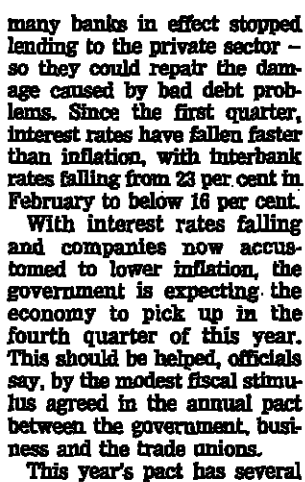 many banks in effect stopped
lending to the private sector –
so they could repair the dam-
age caused by bad debt prob-
lems. Since the first quarter,
interest rates have fallen faster
than inflation, with interbank
rates falling from 23 per cent in
February to below 16 per cent.
With interest rates falling
and companies now accus-
tomed to lower inflation, the
government is expecting the
economy to pick up in the
fourth quarter of this year.
This should be helped, officials
say, by the modest fiscal stimu-
lus agreed in the annual pact
between the government, busi-
ness and the trade unions.
This year's pact has several